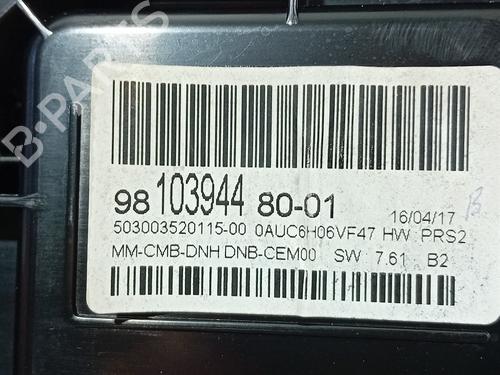 98 103944 80-01
16/04/17
503003520115-00 0AUC6H06VF47 HW PRS2
MM-CMB-DNH DNB-CEM00 SW 7.61 B2
B-PARTS